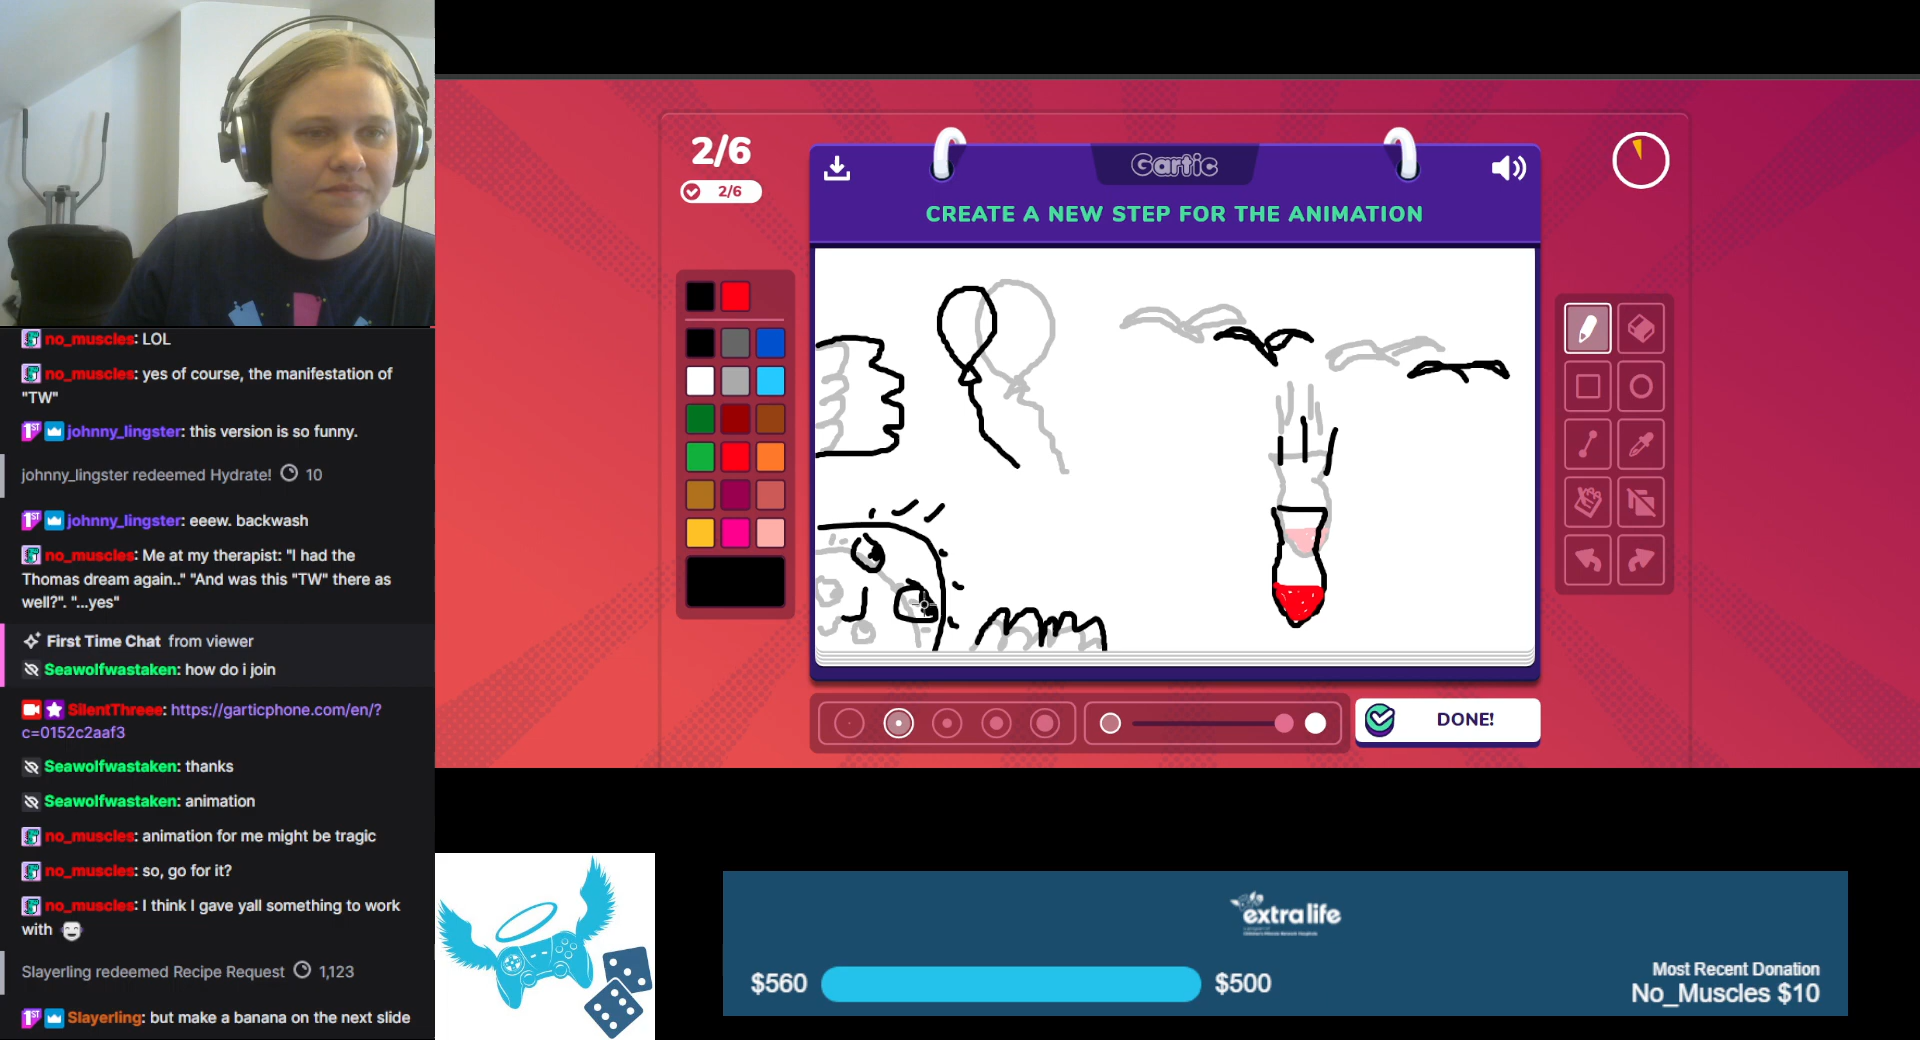 no_muscles: LOL
no_muscles: yes of course, the manifestation of
"TW"
1ST johnny_lingster: this version is so funny.
johnny_lingster redeemed Hydrate! 10
1ST johnny_lingster: eeew. backwash
no_muscles: Me at my therapist: "I had the
Thomas dream again.." "And was this "TW" there as
well?". "...yes"
First Time Chat from viewer
Seawolfwastaken: how do i join
SilentThreee: https://garticphone.com/en/?
c=0152c2aaf3
Seawolfwastaken: thanks
Seawolfwastaken: animation
no_muscles: animation for me might be tragic
no_muscles: so, go for it?
no_muscles: I think I gave yall something to work
with
Slayerling redeemed Recipe Request 1,123
1ST Slayerling: but make a banana on the next slide
2/6
2/6
Gartic
CREATE A NEW STEP FOR THE ANIMATION
DONE!
extra life
$560
$500
Most Recent Donation
No_Muscles $10